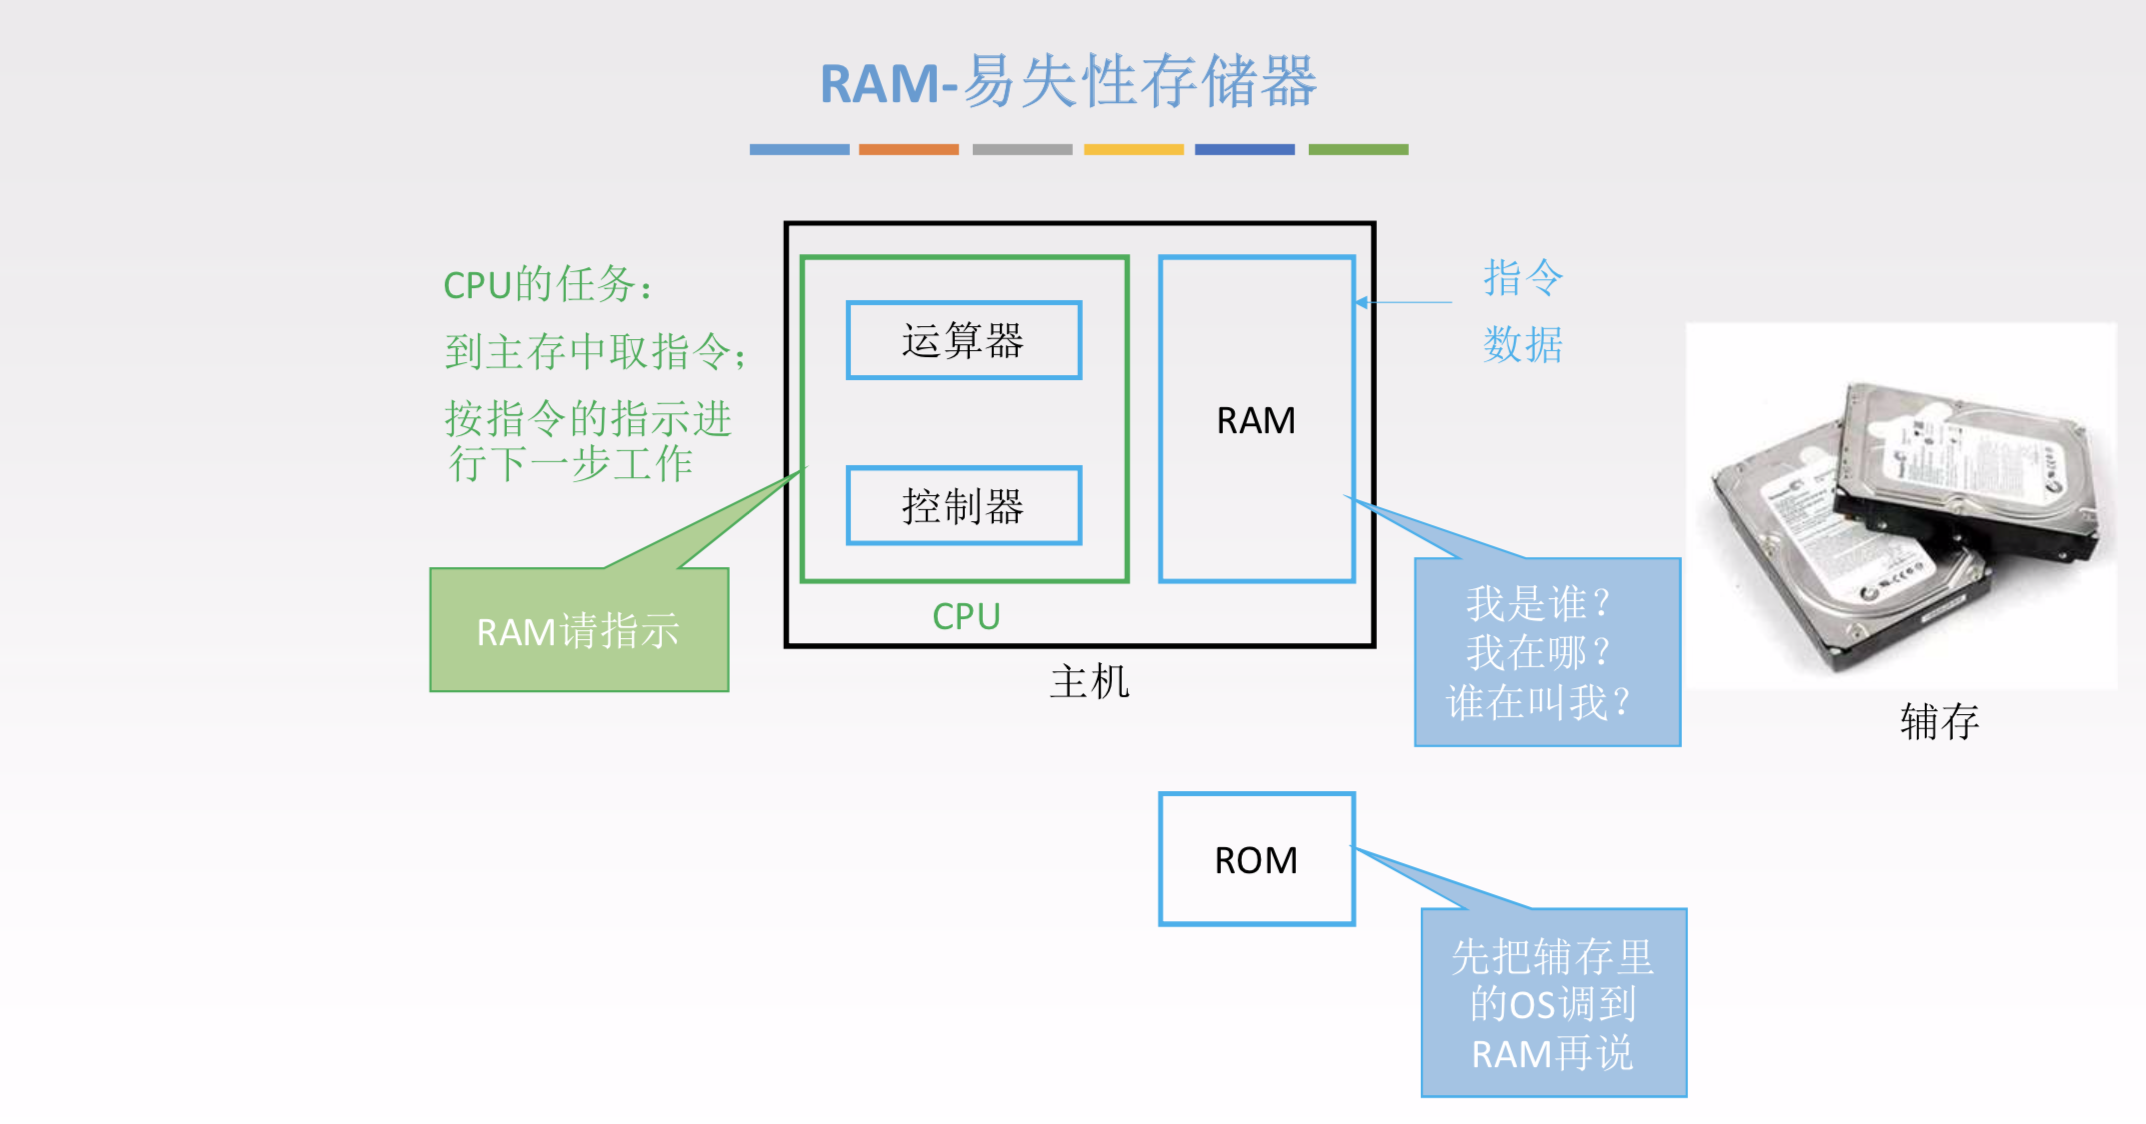 RAM-易失性存储器
CPU的任务：
到主存中取指令；
按指令的指示进
行下一步工作
运算器
控制器
CPU
RAM
主机
指令
数据
RAM请指示
我是谁？
我在哪？
谁在叫我？
辅存
ROM
先把辅存里
的OS调到
RAM再说